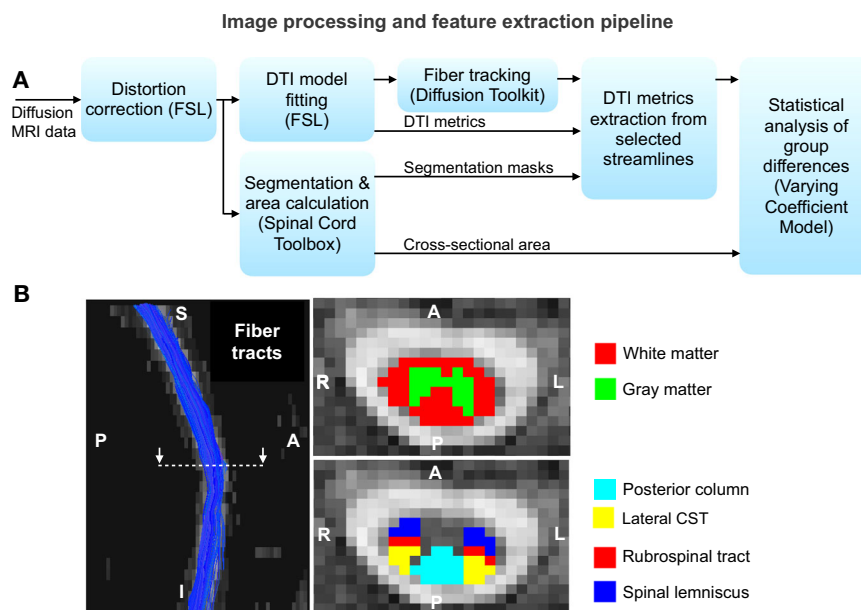 Image processing and feature extraction pipeline
A
Diffusion
MRI data
Distortion
correction (FSL)
DTI model
fitting
(FSL)
Fiber tracking
(Diffusion Toolkit)
DTI metrics
DTI metrics
extraction from
selected
streamlines
Segmentation &
area calculation
(Spinal Cord
Toolbox)
Segmentation masks
Cross-sectional area
Statistical
analysis of
group
differences
(Varying
Coefficient
Model)
B
S
Fiber
tracts
P
A
I
A
R
L
P
White matter
Gray matter
A
R
L
P
Posterior column
Lateral CST
Rubrospinal tract
Spinal lemniscus